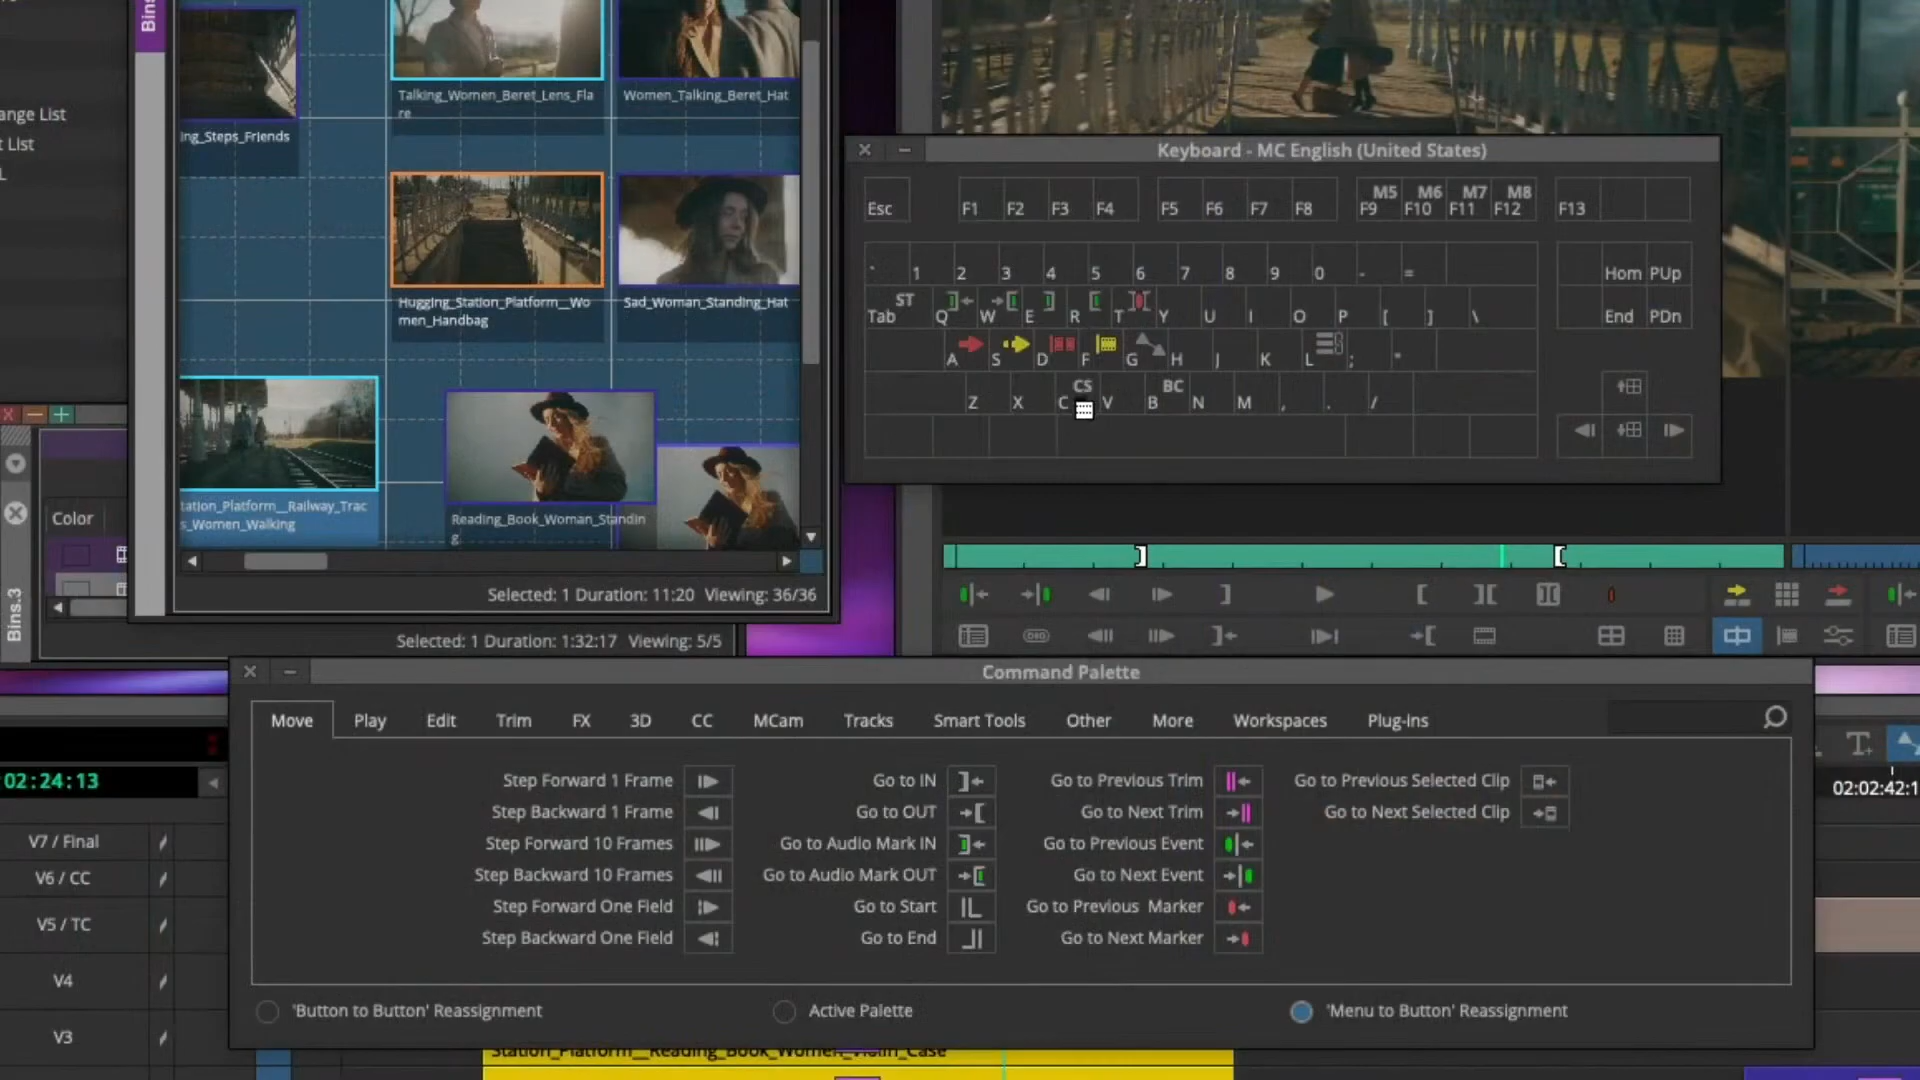 Bins
ange List
t List
L
ing_Steps_Friends
Talking_Women_Beret_Lens_Fla
re
Women_Talking_Beret_Hat
Hugging_Station_Platform__Wo
men_Handbag
Sad_Woman_Standing_Hat
tation_Platform__Railway_Trac
s_Women_Walking
Reading_Book_Woman_Standin
g
Selected: 1 Duration: 11:20 Viewing: 36/36
Color
Bins.3
Selected: 1 Duration: 1:32:17 Viewing: 5/5
Keyboard - MC English (United States)
M5 M6 M7 M8
Esc F1 F2 F3 F4 F5 F6 F7 F8 F9 F10 F11 F12 F13
` 1 2 3 4 5 6 7 8 9 0 - = Hom PUp
ST
Tab Q W E R T Y U I O P [ ] \ End PDn
A S D F G H J K L ; "
CS BC
Z X C V B N M , . /
Command Palette
Move Play Edit Trim FX 3D CC MCam Tracks Smart Tools Other More Workspaces Plug-ins
Step Forward 1 Frame Go to IN Go to Previous Trim Go to Previous Selected Clip
Step Backward 1 Frame Go to OUT Go to Next Trim Go to Next Selected Clip
Step Forward 10 Frames Go to Audio Mark IN Go to Previous Event
Step Backward 10 Frames Go to Audio Mark OUT Go to Next Event
Step Forward One Field Go to Start Go to Previous Marker
Step Backward One Field Go to End Go to Next Marker
'Button to Button' Reassignment Active Palette 'Menu to Button' Reassignment
02:24:13
02:02:42:1
V7 / Final
V6 / CC
V5 / TC
V4
V3
Station_Platform__Reading_Book_Women_Violin_Case